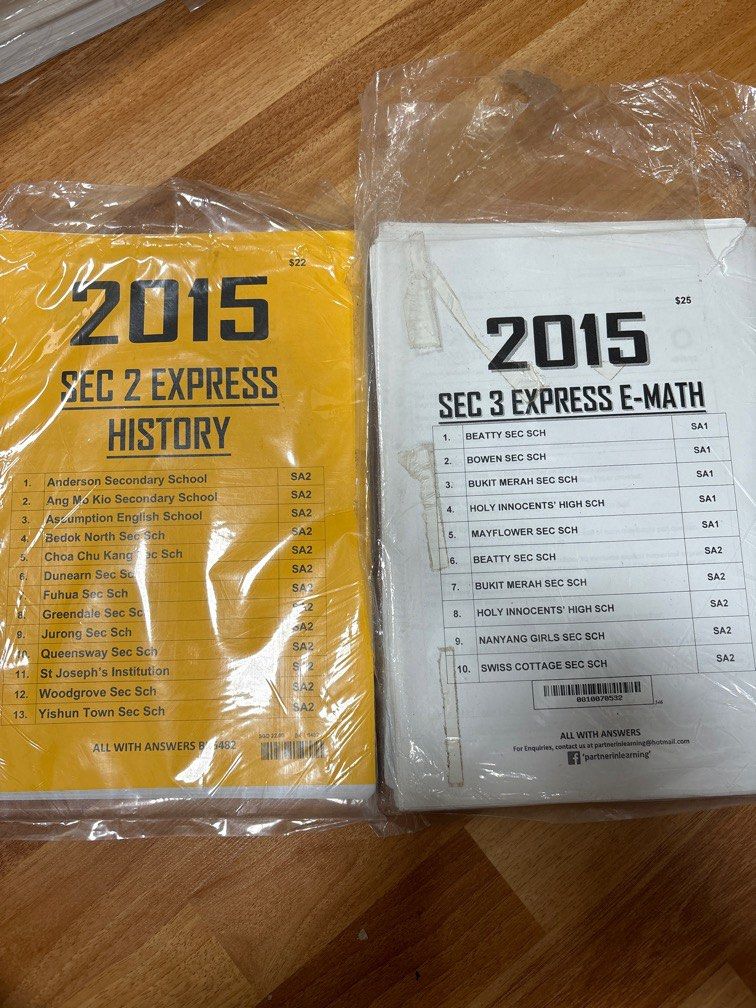 $22
2015
SEC 2 EXPRESS
HISTORY
1. Anderson Secondary School SA2
2. Ang Mo Kio Secondary School SA2
3. Assumption English School SA2
4. Bedok North Sec Sch SA2
5. Choa Chu Kang Sec Sch SA2
6. Dunearn Sec Sch SA2
7. Fuhua Sec Sch SA2
8. Greendale Sec Sch SA2
9. Jurong Sec Sch SA2
10. Queensway Sec Sch SA2
11. St Joseph's Institution SA2
12. Woodgrove Sec Sch SA2
13. Yishun Town Sec Sch SA2
ALL WITH ANSWERS
$25
2015
SEC 3 EXPRESS E-MATH
1. BEATTY SEC SCH SA1
2. BOWEN SEC SCH SA1
3. BUKIT MERAH SEC SCH SA1
4. HOLY INNOCENTS' HIGH SCH SA1
5. MAYFLOWER SEC SCH SA1
6. BEATTY SEC SCH SA2
7. BUKIT MERAH SEC SCH SA2
8. HOLY INNOCENTS' HIGH SCH SA2
9. NANYANG GIRLS SEC SCH SA2
10. SWISS COTTAGE SEC SCH SA2
0010070532
ALL WITH ANSWERS
For Enquiries, contact us at partnerinlearning@hotmail.com
'partnerinlearning'